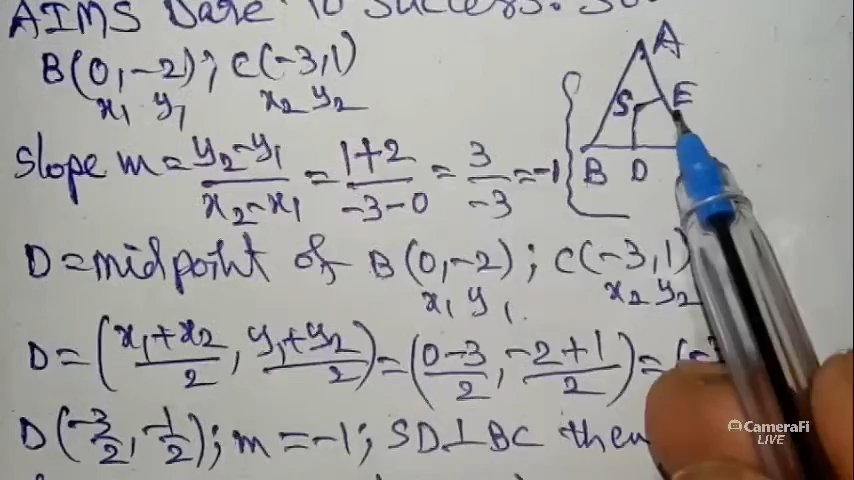 AIMS Dare to Success.
B(0,-2); C(-3,1)
x₁ y₁ x₂ y₂
Slope m = y₂-y₁/x₂-x₁ = 1+2/-3-0 = 3/-3 = -1
A
S E
B D
D = midpoint of B(0,-2); C(-3,1)
x₁ y₁ x₂ y₂
D = (x₁+x₂/2, y₁+y₂/2) = (0-3/2, -2+1/2) = (-3
D(-3/2, -1/2); m = -1; SD⊥BC then
CameraFi
LIVE